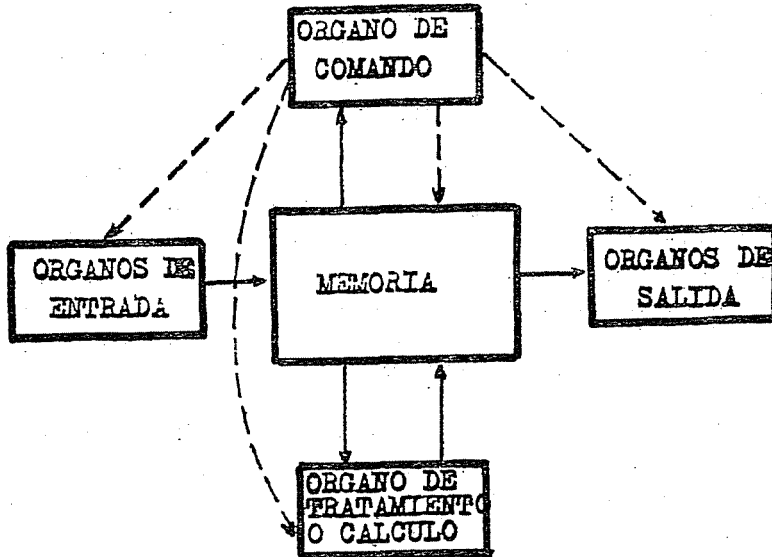 ORGANO DE
COMANDO
ORGANOS DE
ENTRADA
MEMORIA
ORGANOS DE
SALIDA
ORGANO DE
TRATAMIENTO
O CALCULO